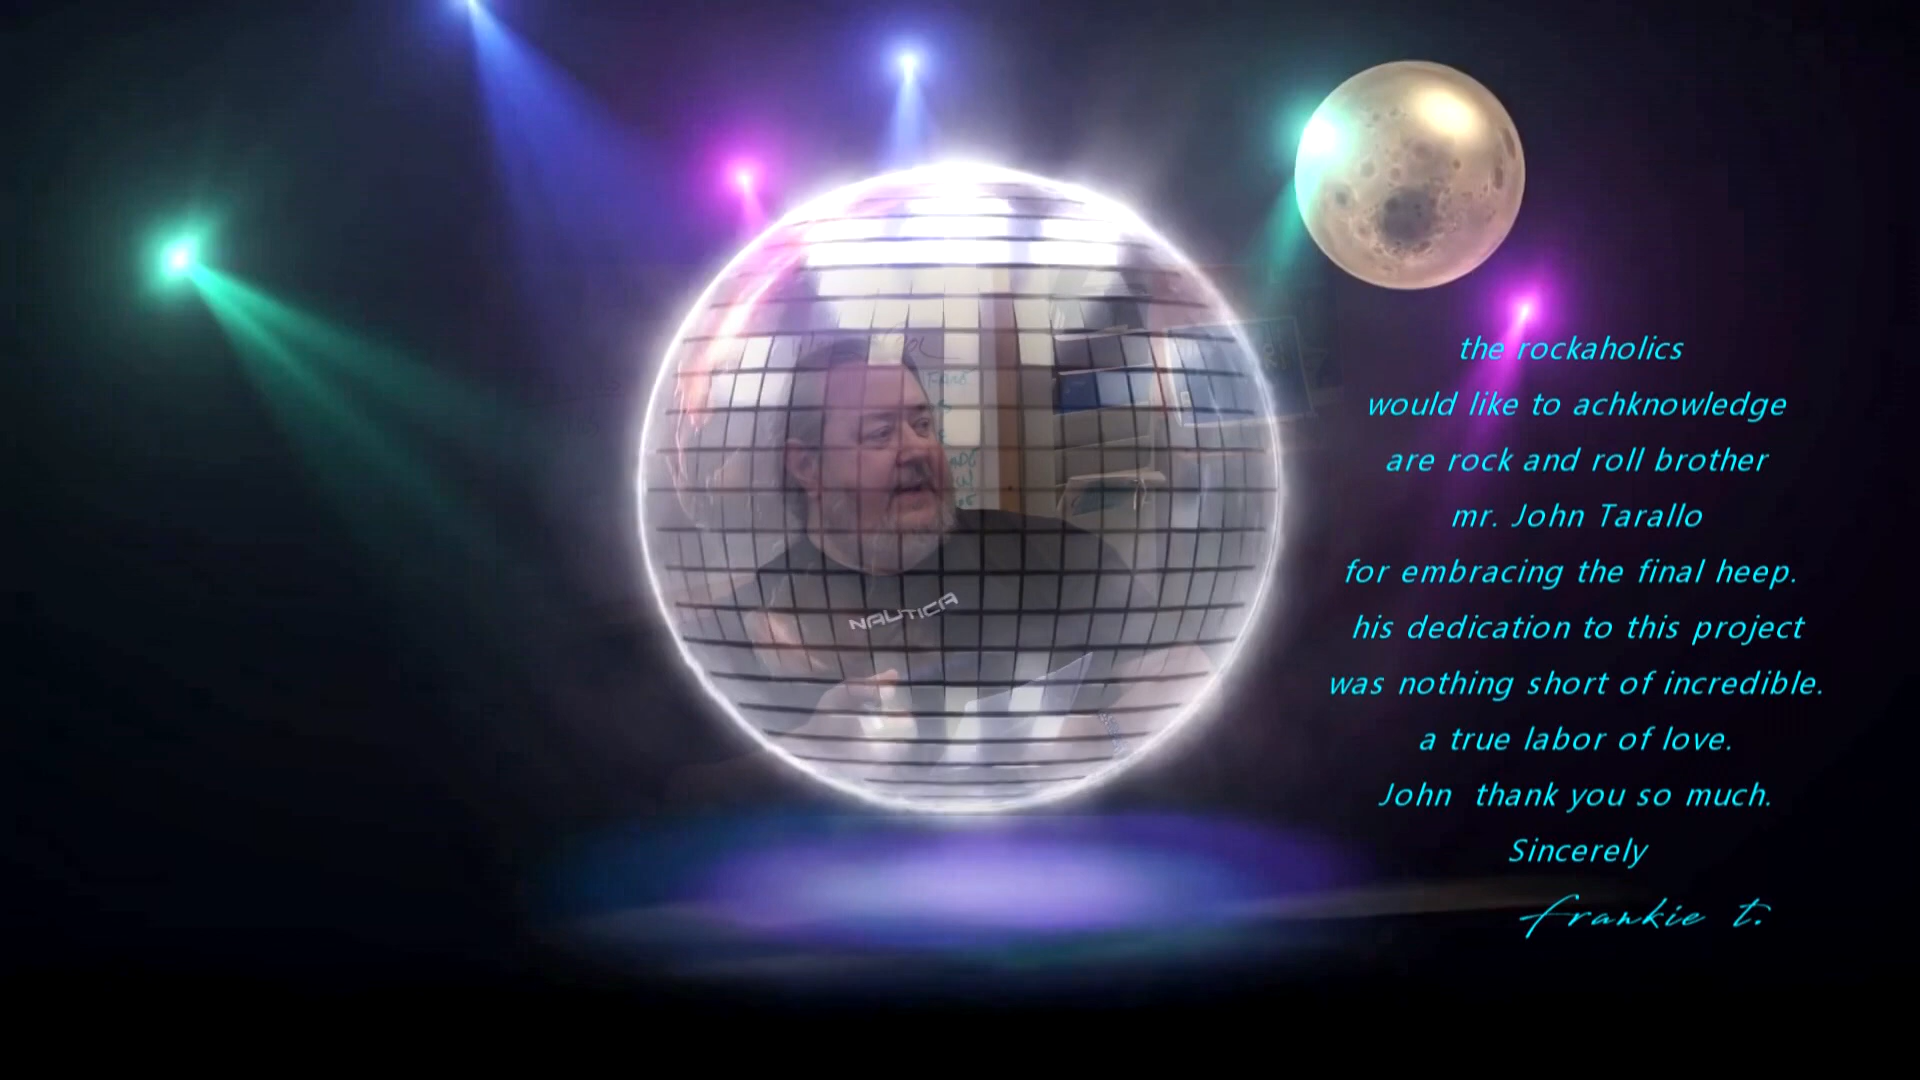 NAUTICA
the rockaholics
would like to achknowledge
are rock and roll brother
mr. John Tarallo
for embracing the final heep.
his dedication to this project
was nothing short of incredible.
a true labor of love.
John thank you so much.
Sincerely
frankie t.